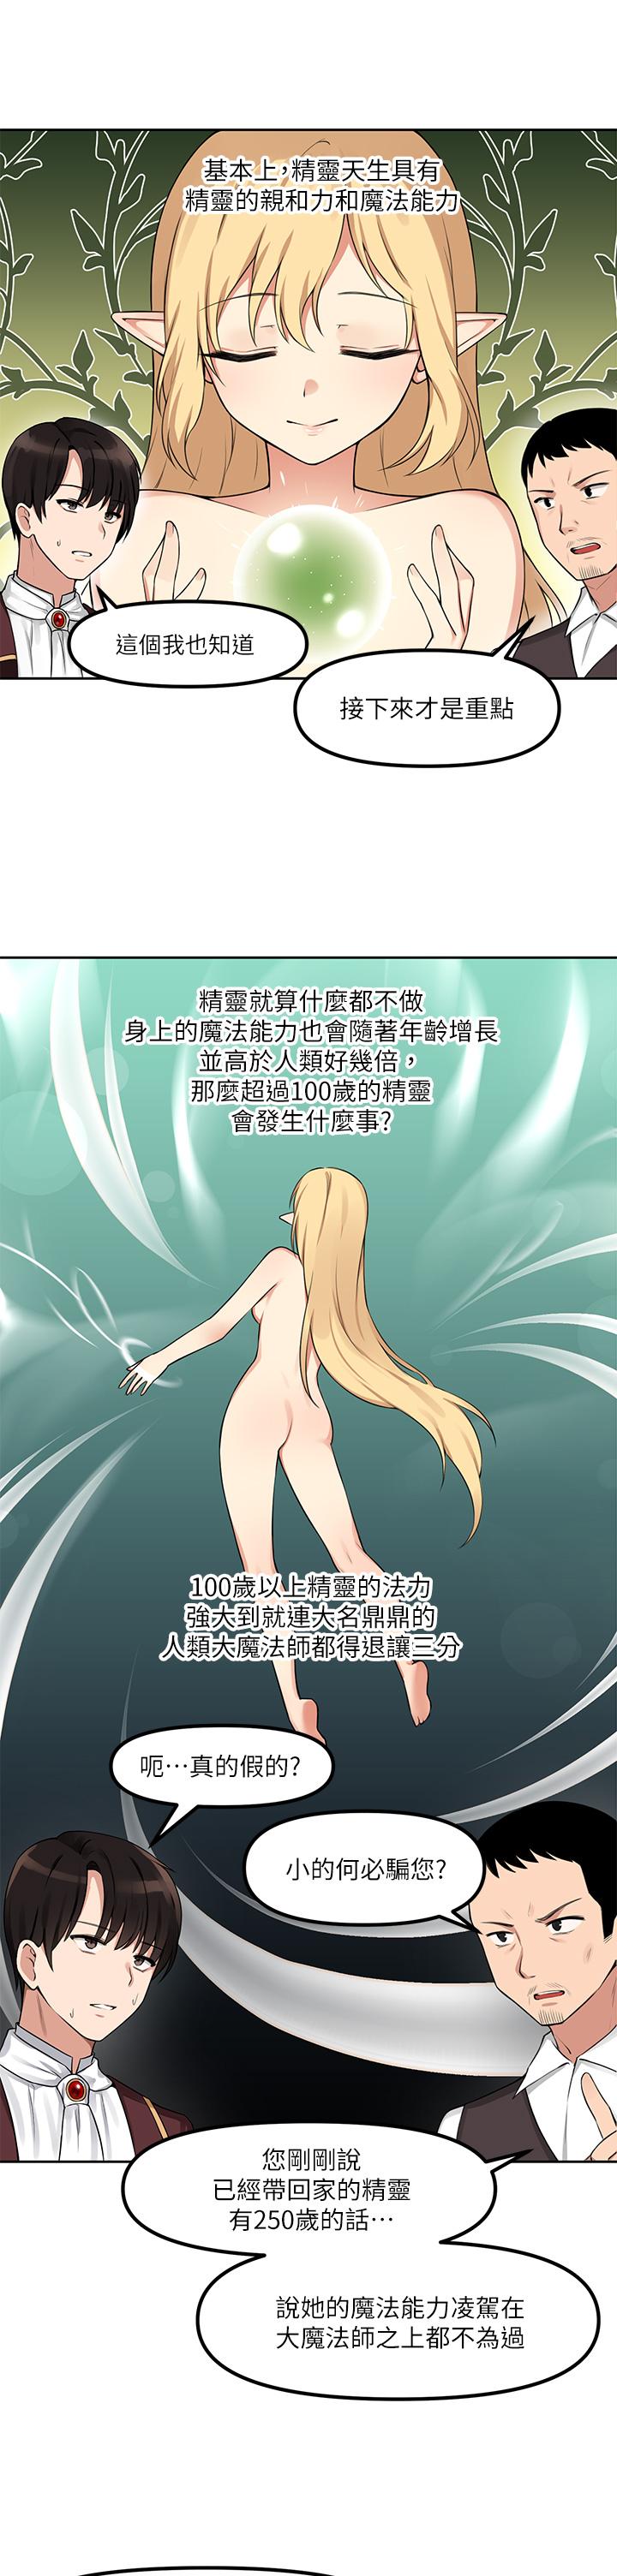 基本上，精靈天生具有
精靈的親和力和魔法能力
這個我也知道
接下來才是重點
精靈就算什麼都不做
身上的魔法能力也會隨著年齡增長
並高於人類好幾倍，
那麼超過100歲的精靈
會發生什麼事？
100歲以上精靈的法力
強大到就連大名鼎鼎的
人類大魔法師都得退讓三分
呃…真的假的？
小的何必騙您？
您剛剛說
已經帶回家的精靈
有250歲的話…
說她的魔法能力凌駕在
大魔法師之上都不為過